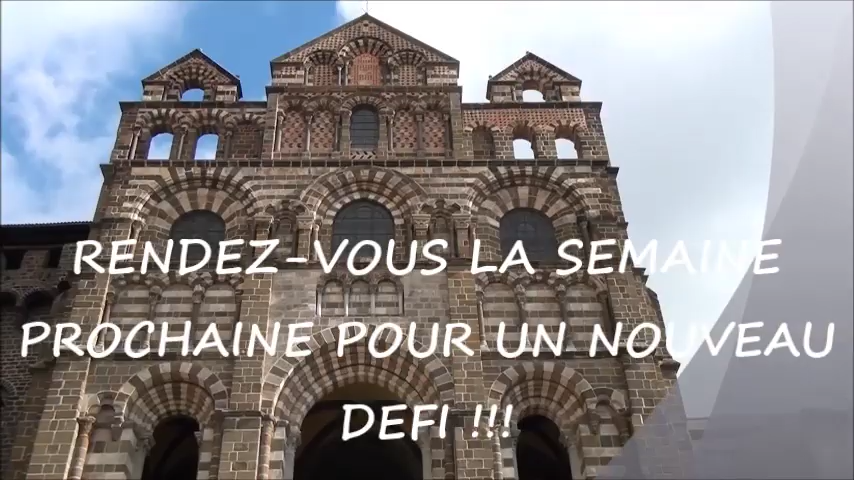 RENDEZ-VOUS LA SEMAINE
PROCHAINE POUR UN NOUVEAU
DEFI !!!